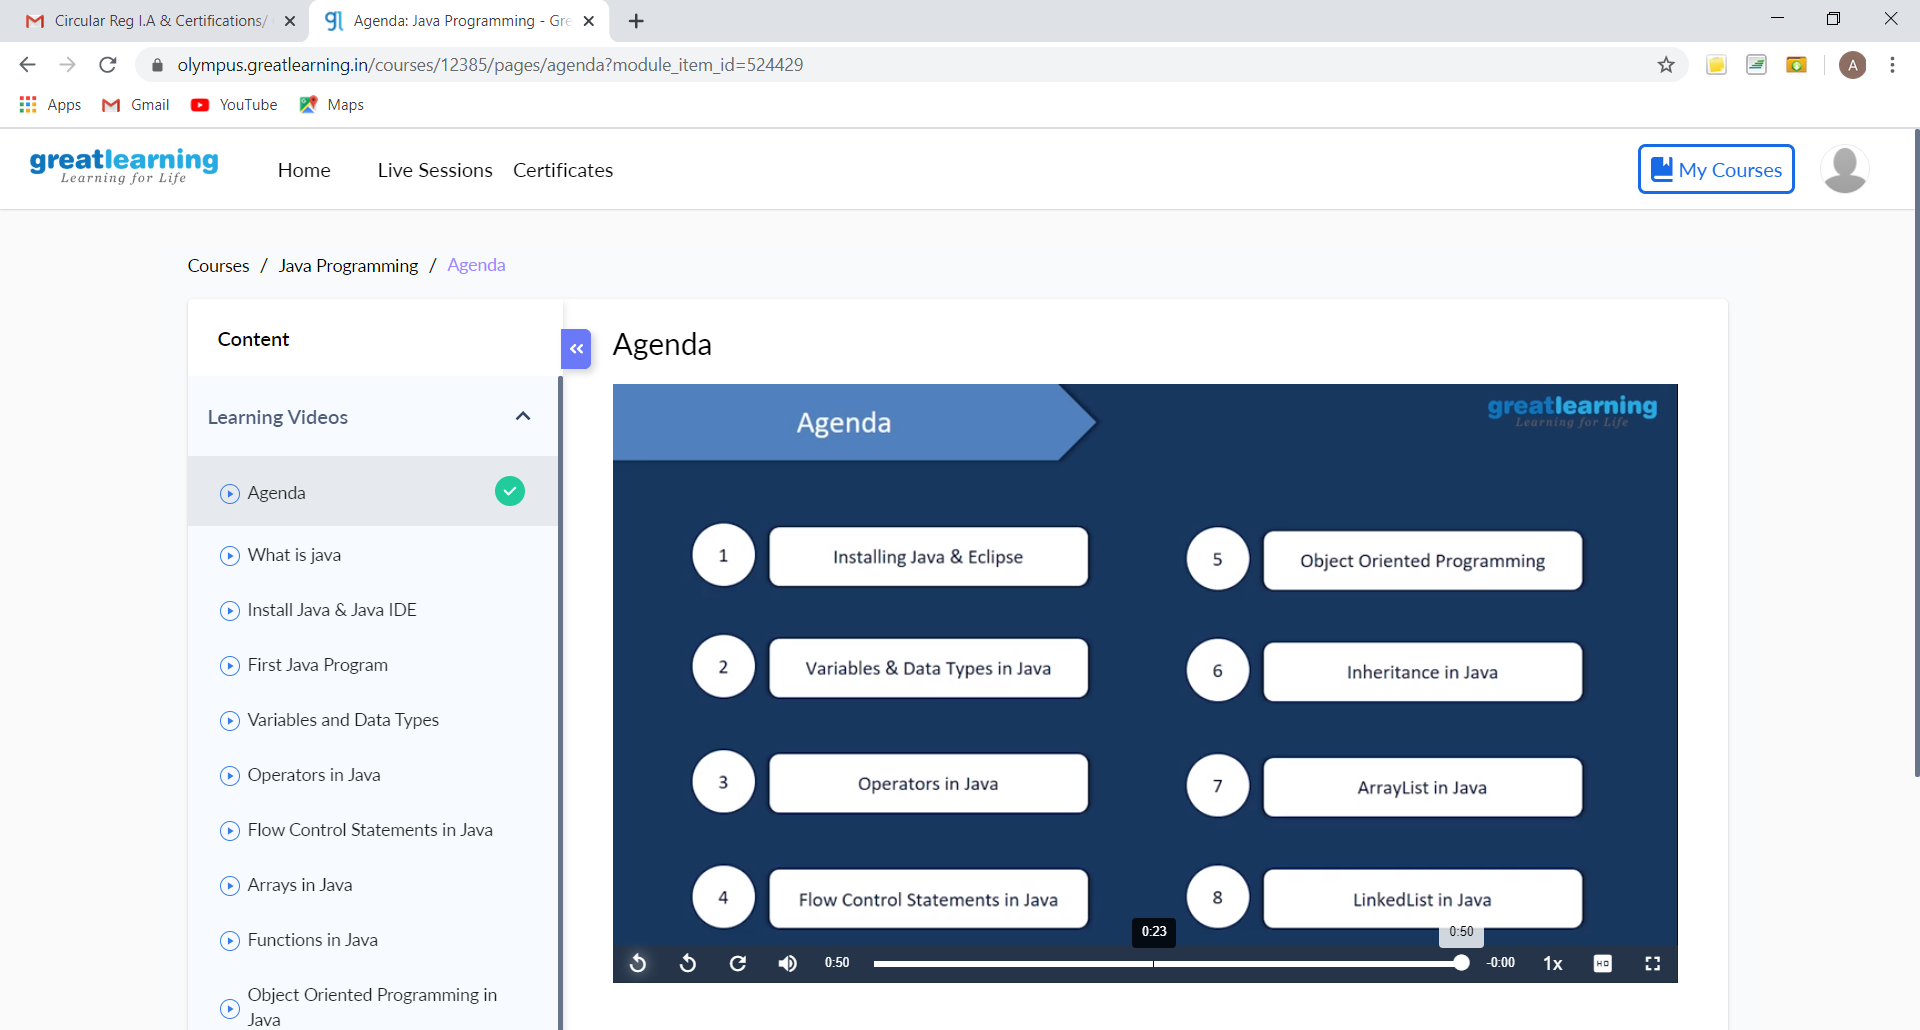 Circular Reg I.A & Certifications/
Agenda: Java Programming - Gre
olympus.greatlearning.in/courses/12385/pages/agenda?module_item_id=524429
A
Apps
Gmail
YouTube
Maps
greatlearning
Learning for Life
Home
Live Sessions
Certificates
My Courses
Courses / Java Programming / Agenda
Content
Learning Videos
Agenda
What is java
Install Java & Java IDE
First Java Program
Variables and Data Types
Operators in Java
Flow Control Statements in Java
Arrays in Java
Functions in Java
Object Oriented Programming in
Java
Agenda
Agenda
greatlearning
Learning for Life
1 Installing Java & Eclipse
2 Variables & Data Types in Java
3 Operators in Java
4 Flow Control Statements in Java
5 Object Oriented Programming
6 Inheritance in Java
7 ArrayList in Java
8 LinkedList in Java
0:23
0:50
0:50
-0:00
1x
HD